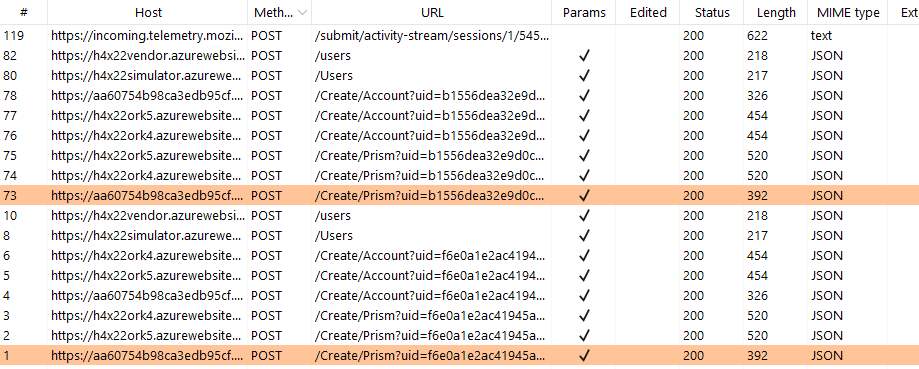 # Host Meth... URL Params Edited Status Length MIME type Ext
119 https://incoming.telemetry.mozi... POST /submit/activity-stream/sessions/1/545... 200 622 text
82 https://h4x22vendor.azurewebsi... POST /users ✓ 200 218 JSON
80 https://h4x22simulator.azurewe... POST /Users ✓ 200 217 JSON
78 https://aa60754b98ca3edb95cf.... POST /Create/Account?uid=b1556dea32e9d... ✓ 200 326 JSON
77 https://h4x22ork5.azurewebsite... POST /Create/Account?uid=b1556dea32e9d... ✓ 200 454 JSON
76 https://h4x22ork4.azurewebsite... POST /Create/Account?uid=b1556dea32e9d... ✓ 200 454 JSON
75 https://h4x22ork5.azurewebsite... POST /Create/Prism?uid=b1556dea32e9d0c... ✓ 200 520 JSON
74 https://h4x22ork4.azurewebsite... POST /Create/Prism?uid=b1556dea32e9d0c... ✓ 200 520 JSON
73 https://aa60754b98ca3edb95cf.... POST /Create/Prism?uid=b1556dea32e9d0c... ✓ 200 392 JSON
10 https://h4x22vendor.azurewebsi... POST /users ✓ 200 218 JSON
8 https://h4x22simulator.azurewe... POST /Users ✓ 200 217 JSON
6 https://h4x22ork4.azurewebsite... POST /Create/Account?uid=f6e0a1e2ac4194... ✓ 200 454 JSON
5 https://h4x22ork5.azurewebsite... POST /Create/Account?uid=f6e0a1e2ac4194... ✓ 200 454 JSON
4 https://aa60754b98ca3edb95cf.... POST /Create/Account?uid=f6e0a1e2ac4194... ✓ 200 326 JSON
3 https://h4x22ork4.azurewebsite... POST /Create/Prism?uid=f6e0a1e2ac41945a... ✓ 200 520 JSON
2 https://h4x22ork5.azurewebsite... POST /Create/Prism?uid=f6e0a1e2ac41945a... ✓ 200 520 JSON
1 https://aa60754b98ca3edb95cf.... POST /Create/Prism?uid=f6e0a1e2ac41945a... ✓ 200 392 JSON